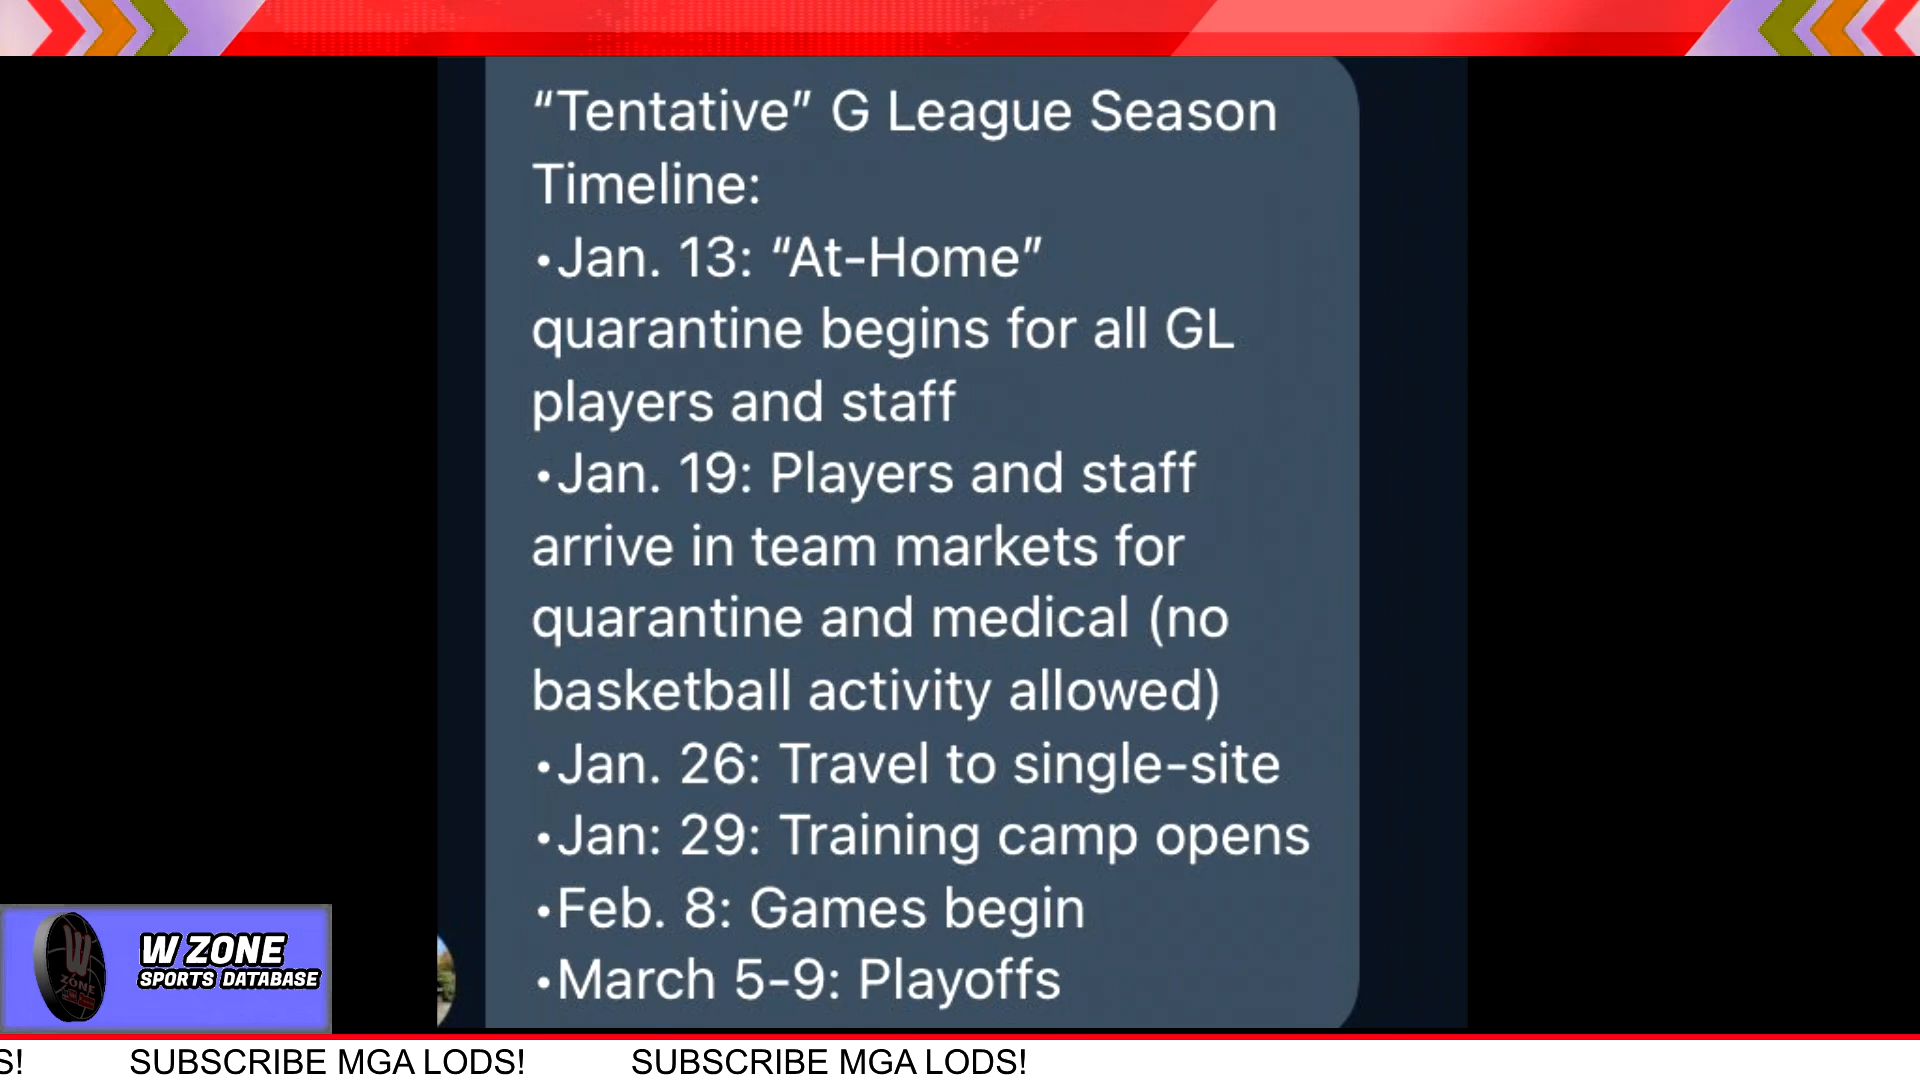 “Tentative” G League Season
Timeline:
•Jan. 13: “At-Home”
quarantine begins for all GL
players and staff
•Jan. 19: Players and staff
arrive in team markets for
quarantine and medical (no
basketball activity allowed)
•Jan. 26: Travel to single-site
•Jan: 29: Training camp opens
•Feb. 8: Games begin
•March 5-9: Playoffs
W ZONE
SPORTS DATABASE
W
ZONE
S! SUBSCRIBE MGA LODS! SUBSCRIBE MGA LODS!